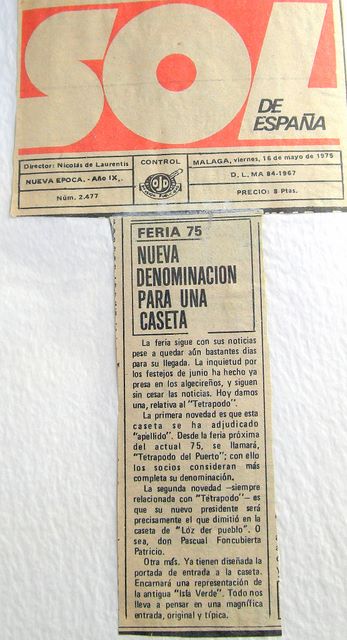 SOL
DE
ESPAÑA
Director: Nicolás de Laurentis
NUEVA EPOCA. - Año IX.
Núm. 2.477
CONTROL
OJD
MALAGA, viernes, 16 de mayo de 1975
D. L. MA 84-1967
PRECIO: 8 Ptas.
FERIA 75
NUEVA
DENOMINACION
PARA UNA
CASETA
La feria sigue con sus noticias
pese a quedar aún bastantes días
para su llegada. La inquietud por
los festejos de junio ha hecho ya
presa en los algecireños, y siguen
sin cesar las noticias. Hoy damos
una, relativa al "Tetrapodo".
La primera novedad es que esta
caseta se ha adjudicado
"apellido". Desde la feria próxima
del actual 75, se llamará,
"Tetrapodo del Puerto"; con ello
los socios consideran más
completa su denominación.
La segunda novedad —siempre
relacionada con "Tetrapodo"— es
que su nuevo presidente será
precisamente el que dimitió en la
caseta de "Lóz der pueblo". O
sea, don Pascual Foncubierta
Patricio.
Otra más. Ya tienen diseñada la
portada de entrada a la caseta.
Encarnará una representación de
la antigua "Isla Verde". Todo nos
lleva a pensar en una magnífica
entrada, original y típica.